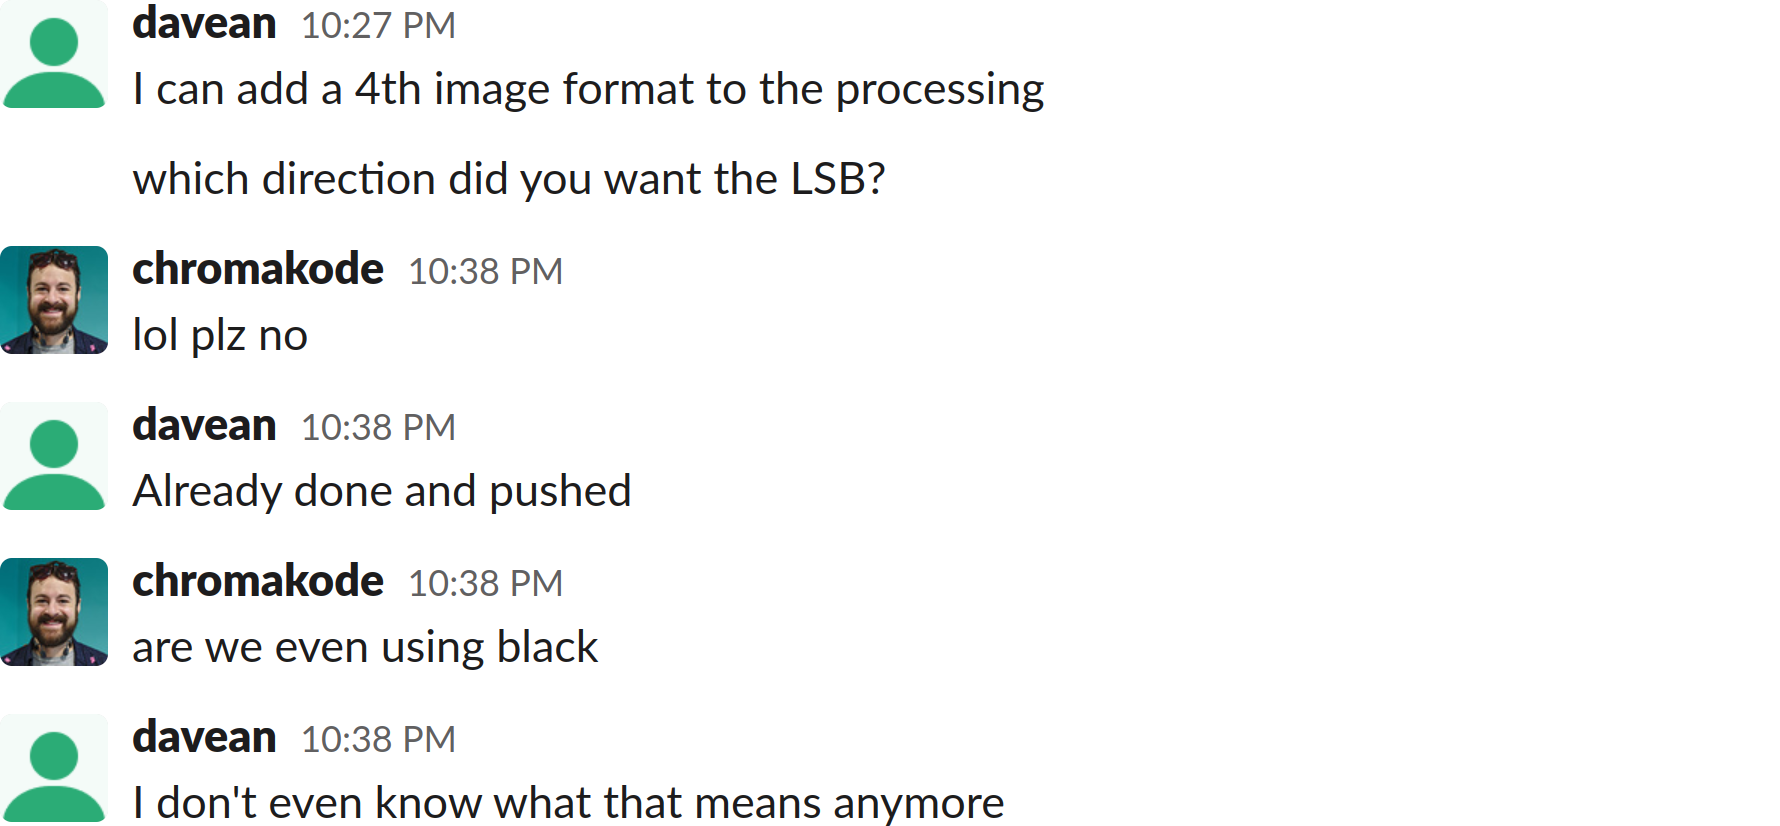 davean 10:27 PM
I can add a 4th image format to the processing
which direction did you want the LSB?
chromakode 10:38 PM
lol plz no
davean 10:38 PM
Already done and pushed
chromakode 10:38 PM
are we even using black
davean 10:38 PM
I don't even know what that means anymore